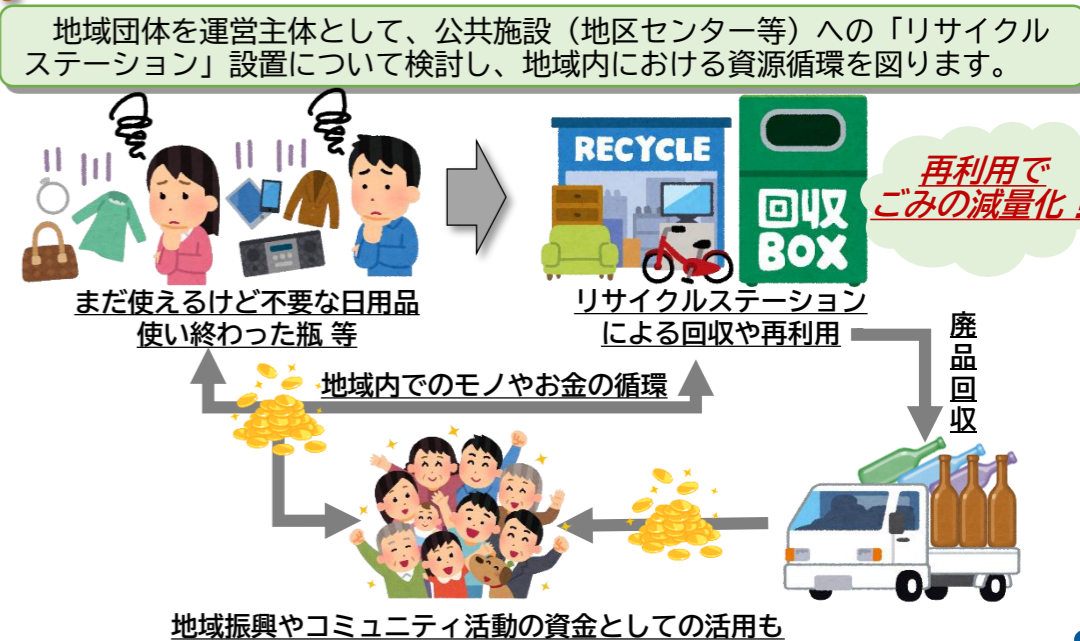 地域団体を運営主体として、公共施設（地区センター等）への「リサイクル
ステーション」設置について検討し、地域内における資源循環を図ります。
RECYCLE
回収
BOX
再利用で
ごみの減量化！
まだ使えるけど不要な日用品
使い終わった瓶 等
リサイクルステーション
による回収や再利用
廃品回収
地域内でのモノやお金の循環
地域振興やコミュニティ活動の資金としての活用も